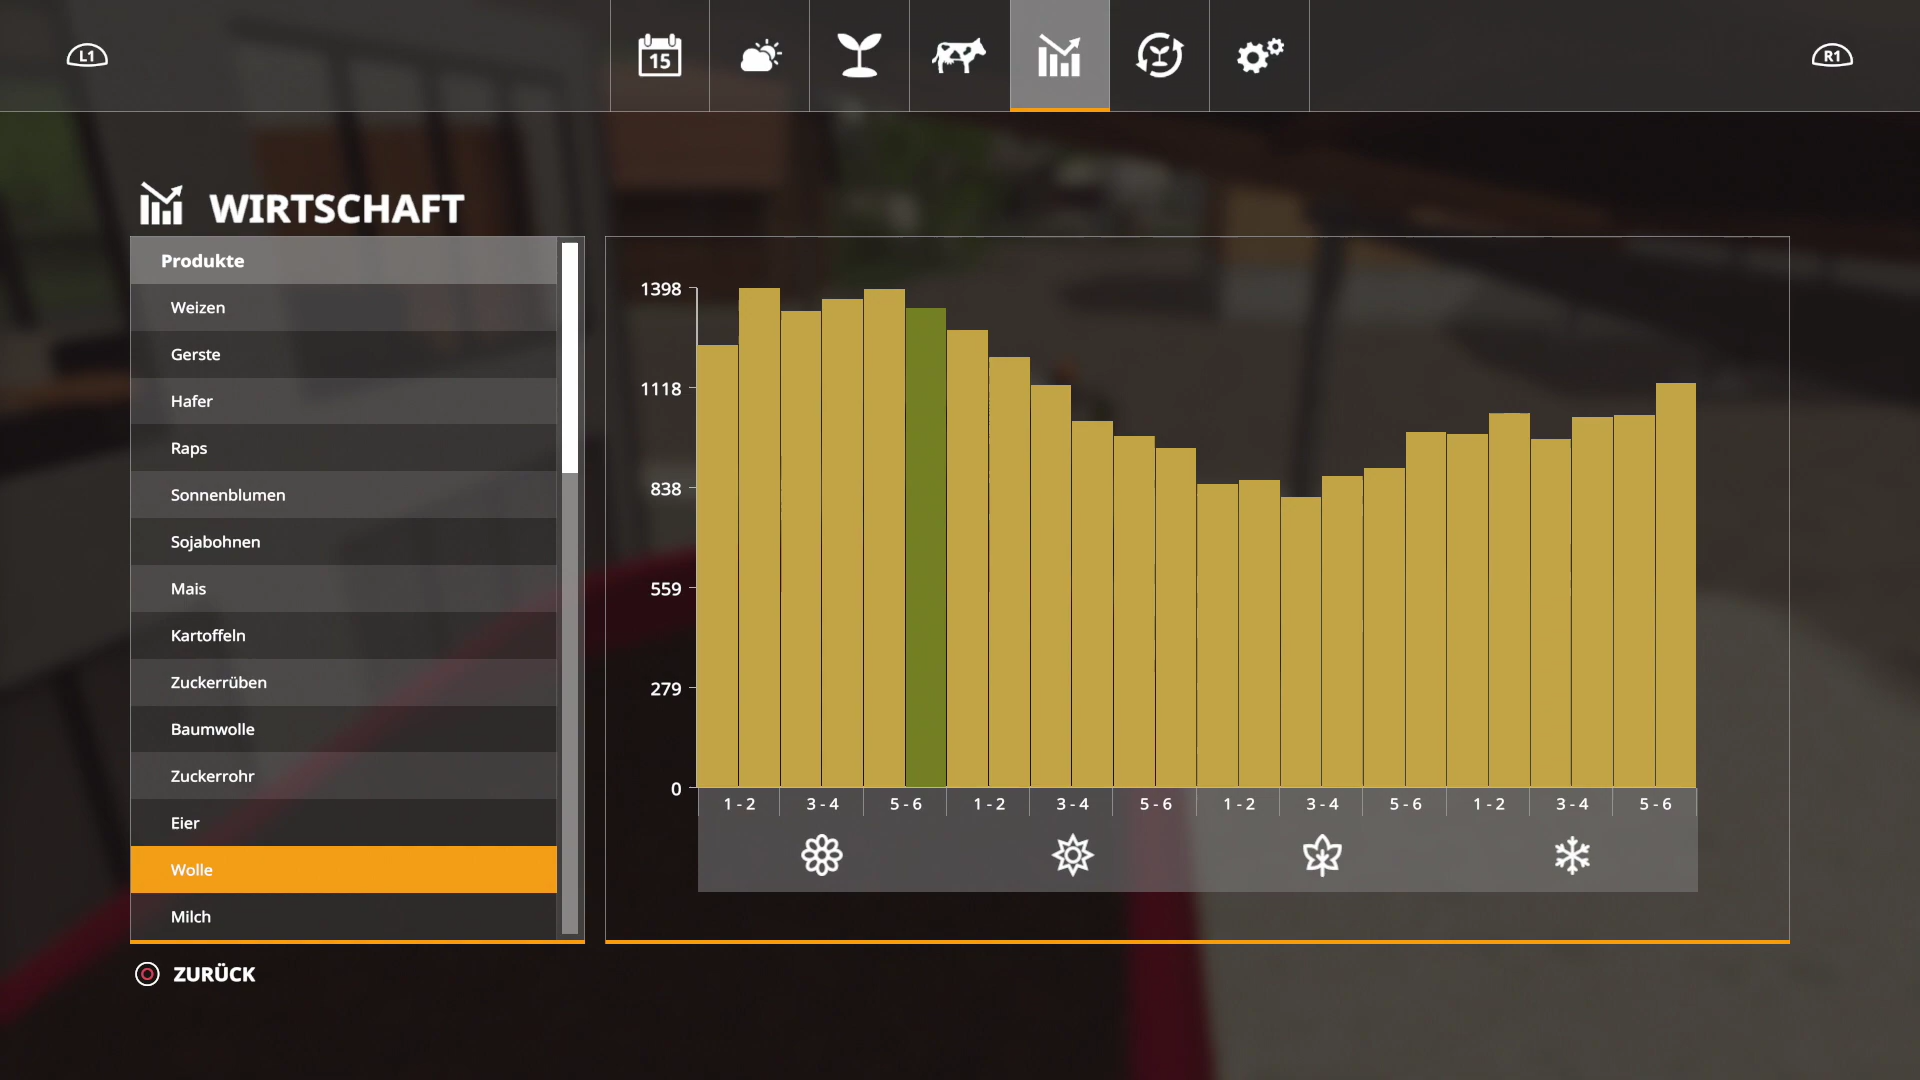 L1
15
R1
WIRTSCHAFT
Produkte
Weizen
Gerste
Hafer
Raps
Sonnenblumen
Sojabohnen
Mais
Kartoffeln
Zuckerrüben
Baumwolle
Zuckerrohr
Eier
Wolle
Milch
1398
1118
838
559
279
0
1 - 2 3 - 4 5 - 6 1 - 2 3 - 4 5 - 6 1 - 2 3 - 4 5 - 6 1 - 2 3 - 4 5 - 6
ZURÜCK